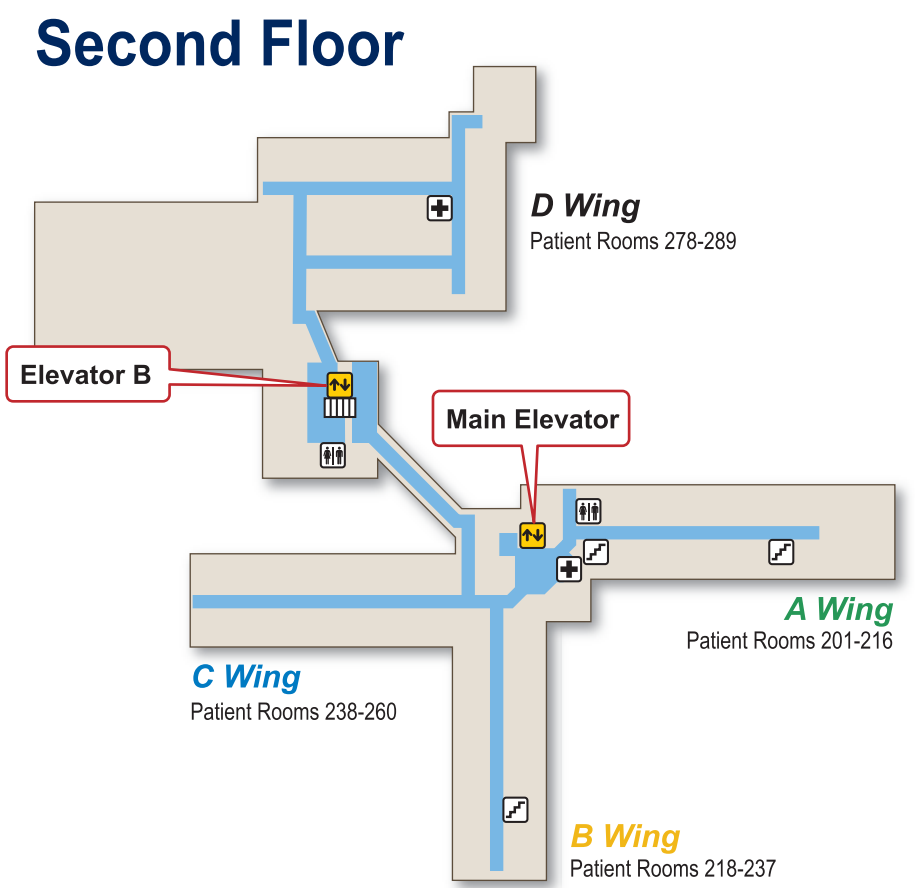 Second Floor
D Wing
Patient Rooms 278-289
Elevator B
Main Elevator
A Wing
Patient Rooms 201-216
C Wing
Patient Rooms 238-260
B Wing
Patient Rooms 218-237